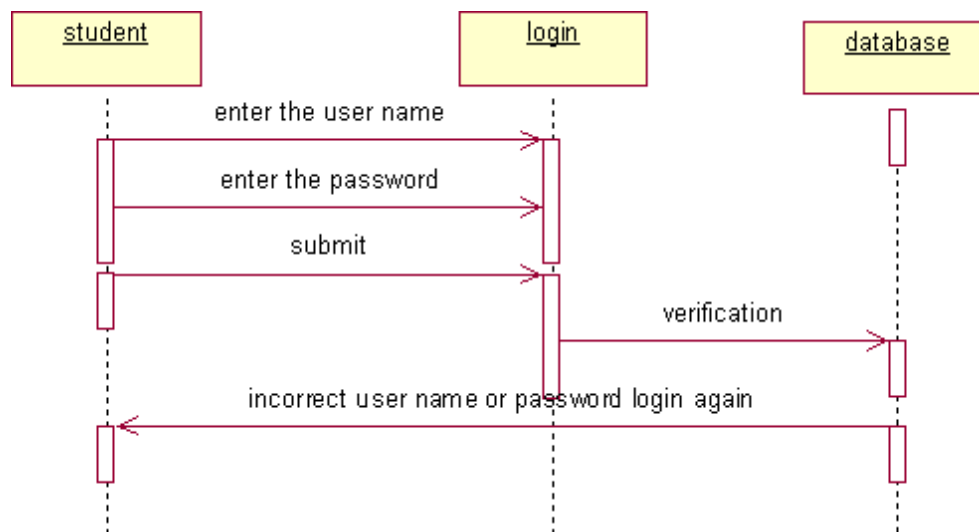 student
login
database
enter the user name
enter the password
submit
verification
incorrect user name or password login again